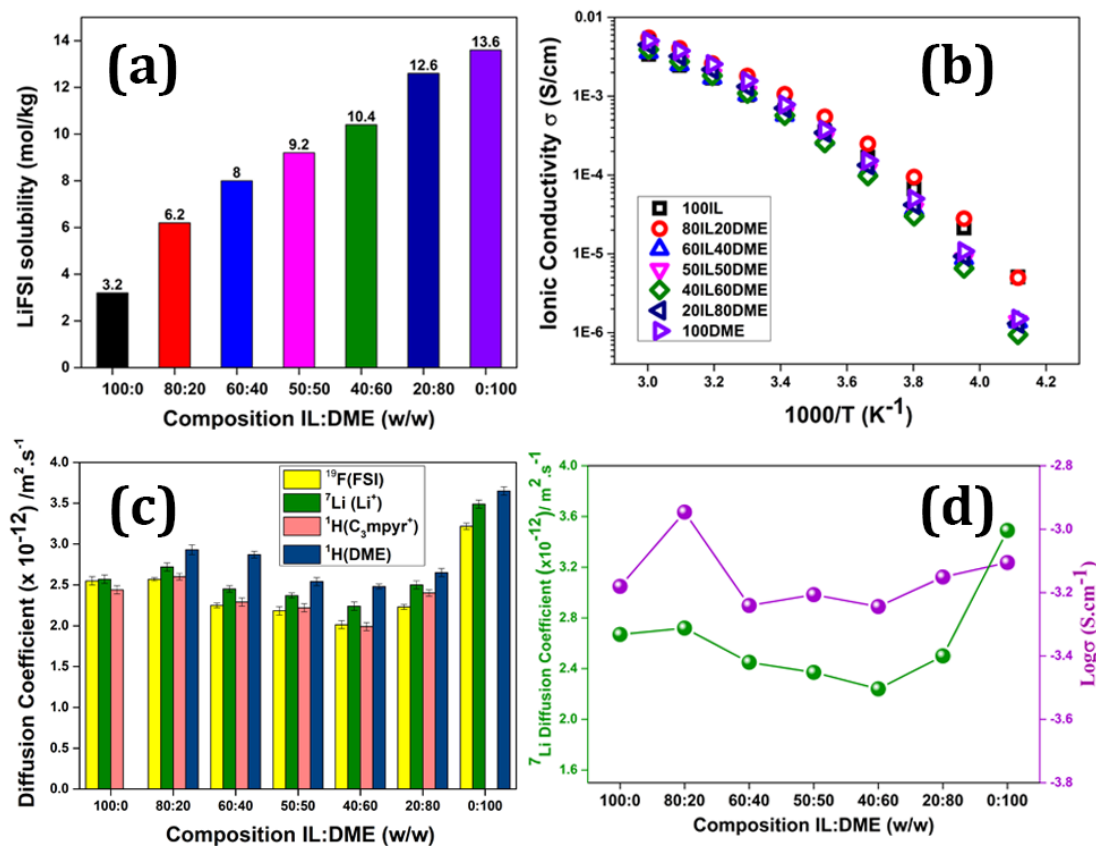 (a)
LiFSI solubility (mol/kg)
14
12
10
8
6
4
2
0
3.2
6.2
8
9.2
10.4
12.6
13.6
100:0 80:20 60:40 50:50 40:60 20:80 0:100
Composition IL:DME (w/w)
(b)
Ionic Conductivity σ (S/cm)
0.01
1E-3
1E-4
1E-5
1E-6
100IL
80IL20DME
60IL40DME
50IL50DME
40IL60DME
20IL80DME
100DME
3.0 3.2 3.4 3.6 3.8 4.0 4.2
1000/T (K⁻¹)
(c)
Diffusion Coefficient (x 10⁻¹²) /m².s⁻¹
4.0
3.5
3.0
2.5
2.0
1.5
1.0
0.5
0.0
¹⁹F(FSI)
⁷Li (Li⁺)
¹H(C₃mpyr⁺)
¹H(DME)
100:0 80:20 60:40 50:50 40:60 20:80 0:100
Composition IL:DME (w/w)
(d)
⁷Li Diffusion Coefficient (x10⁻¹²)/ m².s⁻¹
4.0
3.6
3.2
2.8
2.4
2.0
1.6
-2.8
-3.0
-3.2
-3.4
-3.6
-3.8
Logσ (S.cm⁻¹)
100:0 80:20 60:40 50:50 40:60 20:80 0:100
Composition IL:DME (w/w)